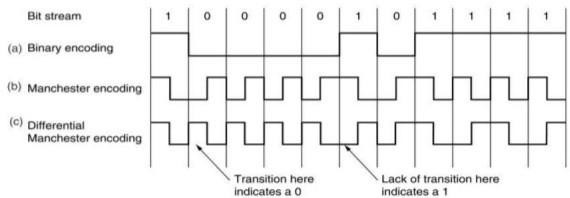 Bit stream 1 0 0 0 0 1 0 1 1 1 1
(a) Binary encoding
(b) Manchester encoding
(c) Differential
Manchester encoding
Transition here
indicates a 0
Lack of transition here
indicates a 1